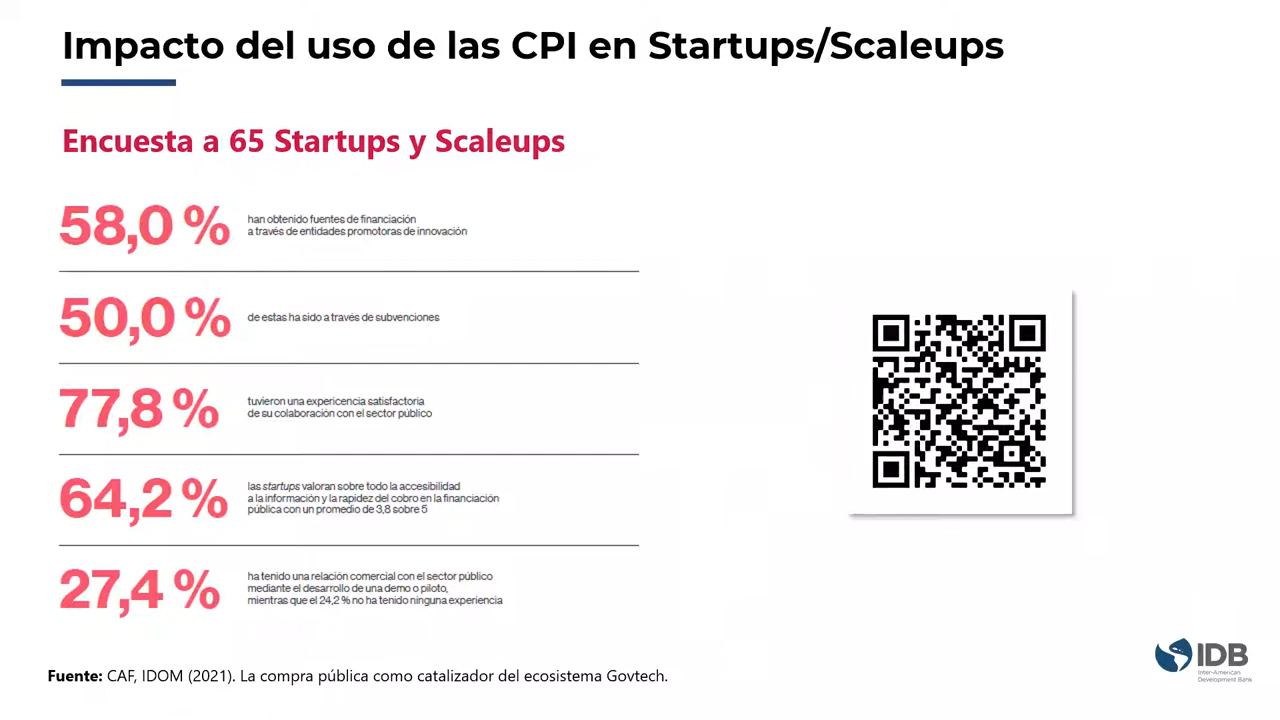 Impacto del uso de las CPI en Startups/Scaleups
Encuesta a 65 Startups y Scaleups
58,0 %
han obtenido fuentes de financiación
a través de entidades promotoras de innovación
50,0 %
de estas ha sido a través de subvenciones
77,8 %
tuvieron una expericencia satisfactoria
de su colaboración con el sector público
64,2 %
las startups valoran sobre todo la accesibilidad
a la información y la rapidez del cobro en la financiación
pública con un promedio de 3,8 sobre 5
27,4 %
ha tenido una relación comercial con el sector público
mediante el desarrollo de una demo o piloto,
mientras que el 24,2 % no ha tenido ninguna experiencia
Fuente: CAF, IDOM (2021). La compra pública como catalizador del ecosistema Govtech.
IDB
Inter-American
Development Bank